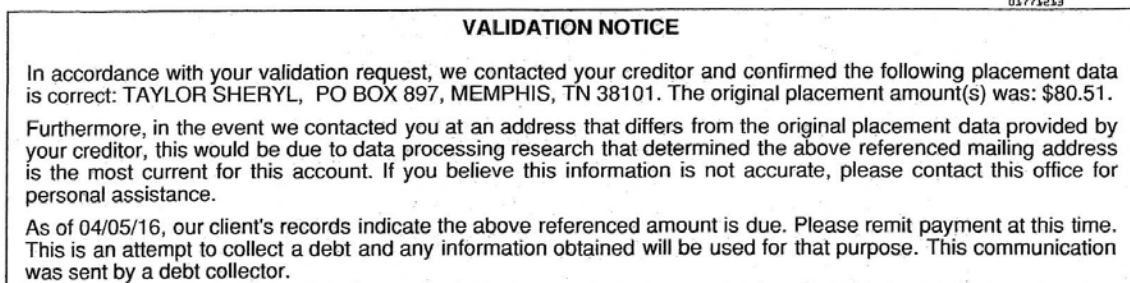 VALIDATION NOTICE
In accordance with your validation request, we contacted your creditor and confirmed the following placement data
is correct: TAYLOR SHERYL, PO BOX 897, MEMPHIS, TN 38101. The original placement amount(s) was: $80.51.
Furthermore, in the event we contacted you at an address that differs from the original placement data provided by
your creditor, this would be due to data processing research that determined the above referenced mailing address
is the most current for this account. If you believe this information is not accurate, please contact this office for
personal assistance.
As of 04/05/16, our client's records indicate the above referenced amount is due. Please remit payment at this time.
This is an attempt to collect a debt and any information obtained will be used for that purpose. This communication
was sent by a debt collector.